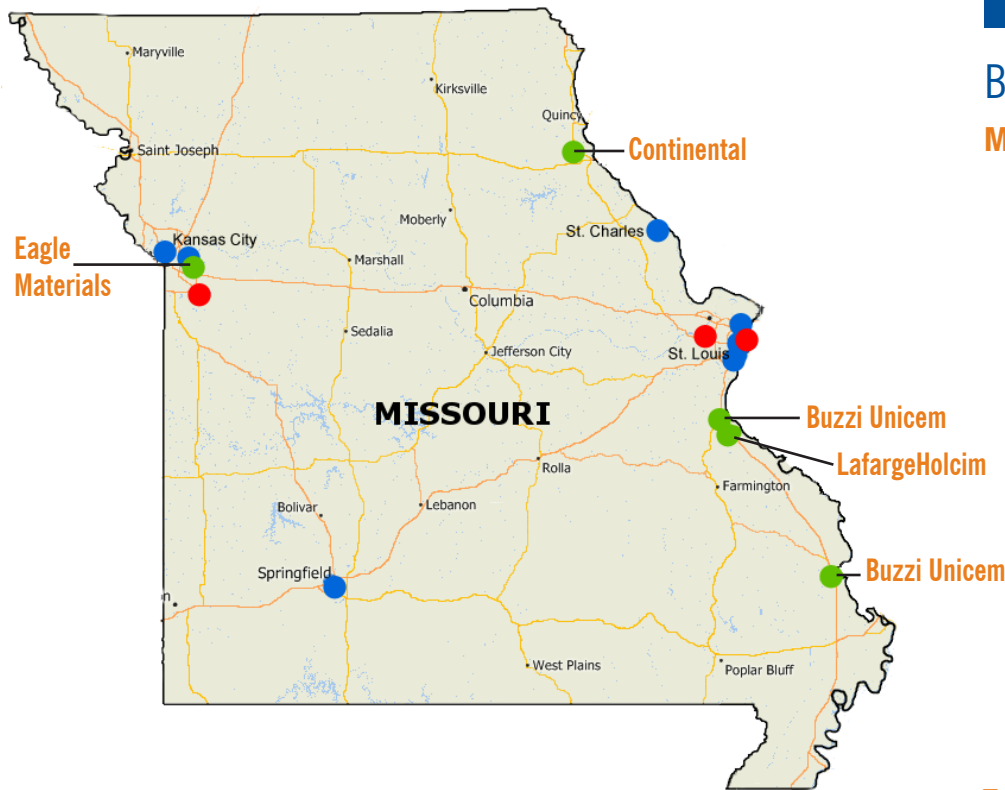 B
M
Maryville
Kirksville
Quincy
Saint Joseph
Continental
Moberly
St. Charles
Kansas City
Eagle
Materials
Marshall
Columbia
Sedalia
Jefferson City
St. Louis
MISSOURI
Buzzi Unicem
LafargeHolcim
Rolla
Farmington
Bolivar
Lebanon
Springfield
Buzzi Unicem
n
West Plains
Poplar Bluff